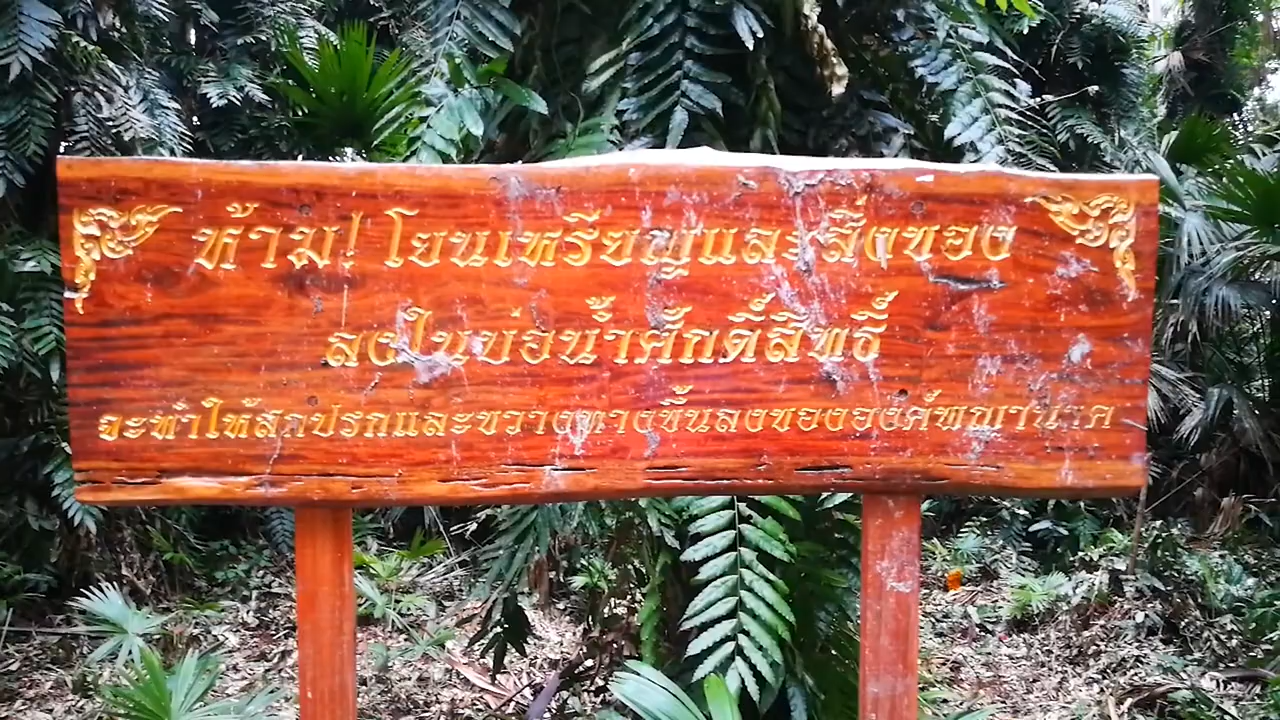 ห้าม! โยนเหรียญและสิ่งของ
ลงในบ่อน้ำศักดิ์สิทธิ์
จะทำให้สกปรกและขวางทางขึ้นลงขององค์พญานาค